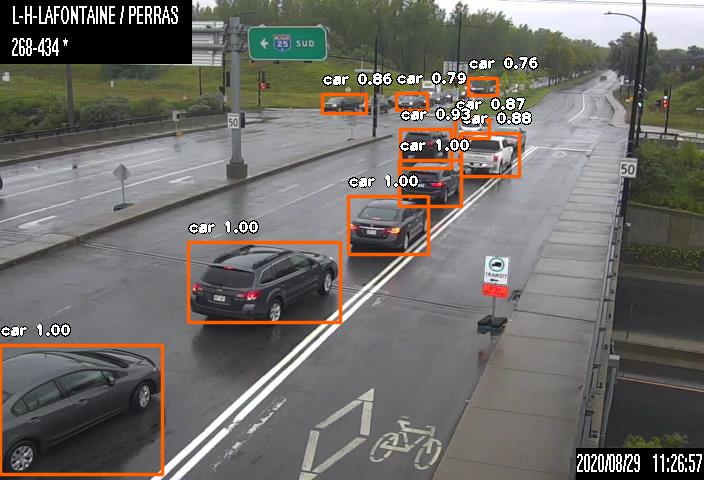 L-H-LAFONTAINE / PERRAS
268-434 *
25 SUD
car 0.76
car 0.86
car 0.79
car 0.87
car 0.93
car 0.88
50
car 1.00
50
car 1.00
car 1.00
TRANSIT
car 1.00
2020/08/29 11:26:57